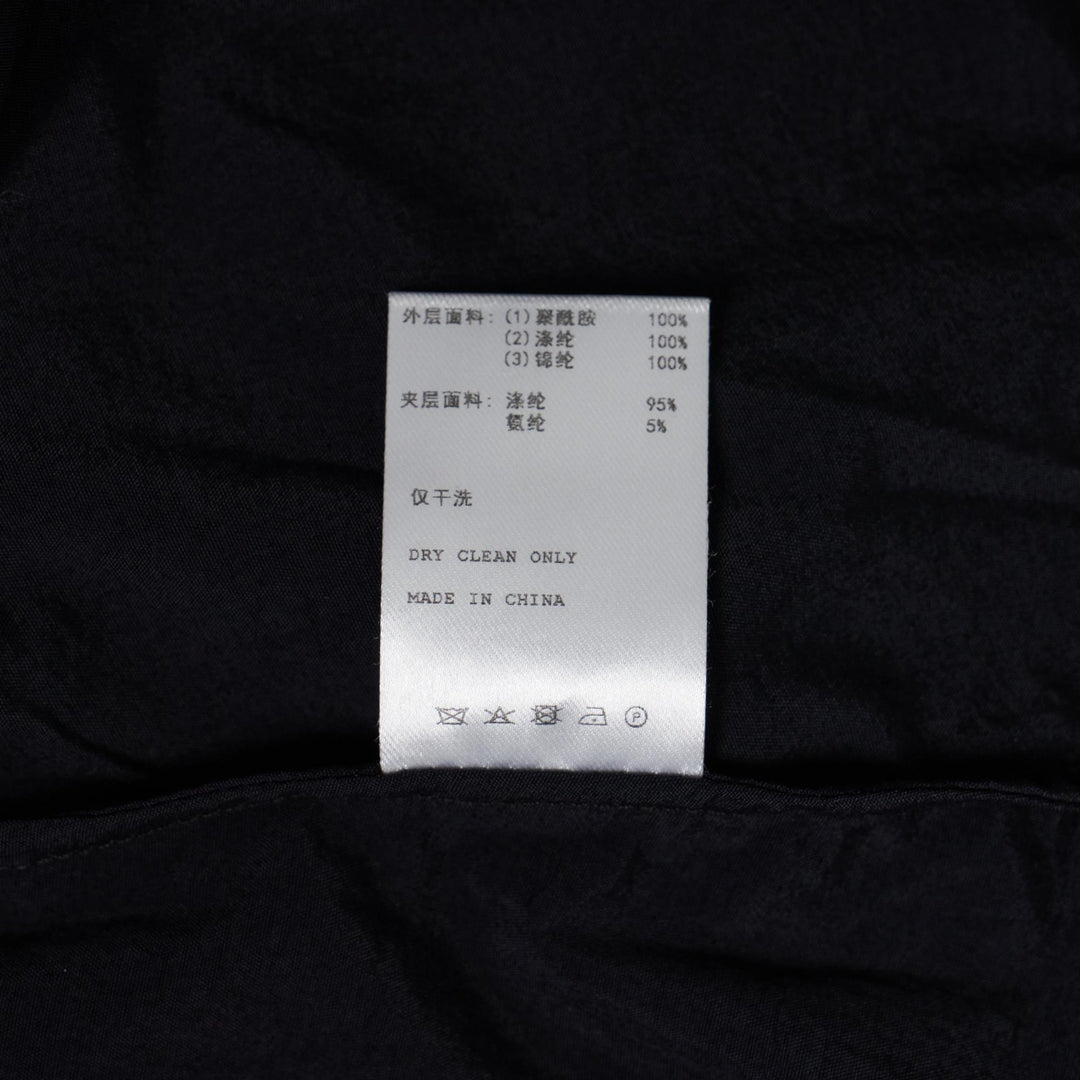 外层面料: (1)聚酰胺 100%
(2)涤纶 100%
(3)锦纶 100%
夹层面料: 涤纶 95%
氨纶 5%
仅干洗
DRY CLEAN ONLY
MADE IN CHINA
P